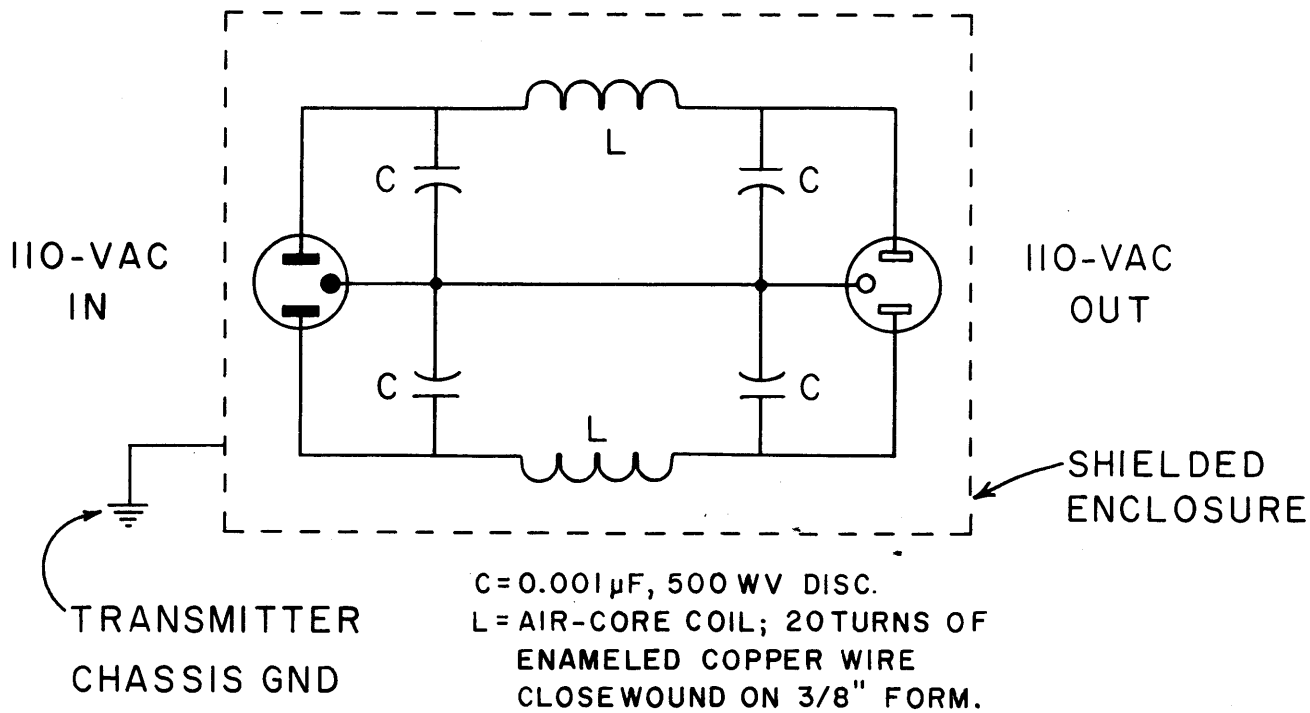 110-VAC
IN
L
C
C
C
C
L
110-VAC
OUT
SHIELDED
ENCLOSURE
TRANSMITTER
CHASSIS GND
C=0.001µF, 500 WV DISC.
L=AIR-CORE COIL; 20 TURNS OF
ENAMELED COPPER WIRE
CLOSEWOUND ON 3/8" FORM.